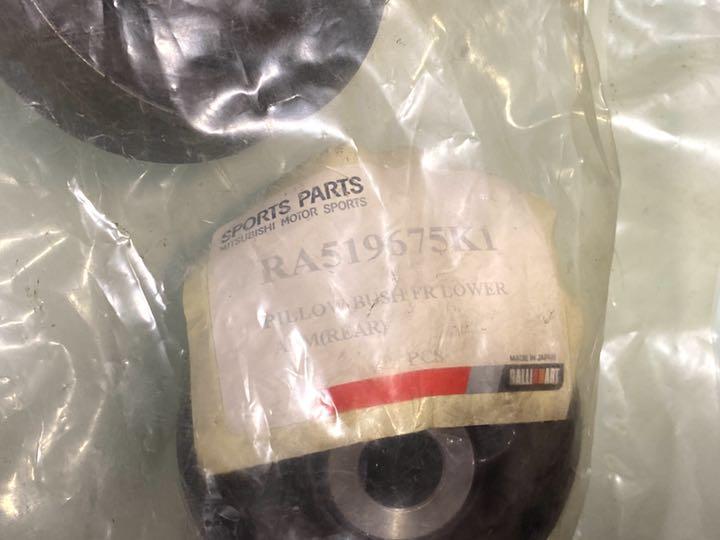 SPORTS PARTS
MITSUBISHI MOTOR SPORTS
RA519675K1
PILLOW BUSH FR LOWER
(REAR)
PCS
MADE IN JAPAN
RALLIART